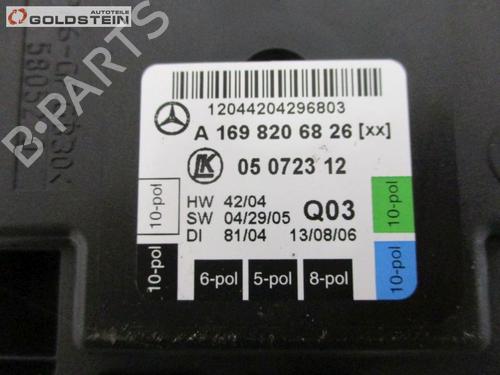 AUTOTEILE
GOLDSTEIN
B-PARTS
12044204296803
A 169 820 68 26 [xx]
LK 05 0723 12
HW 42/04
SW 04/29/05 Q03
DI 81/04 13/08/06
10-pol
10-pol
10-pol
10-pol
6-pol 5-pol 8-pol